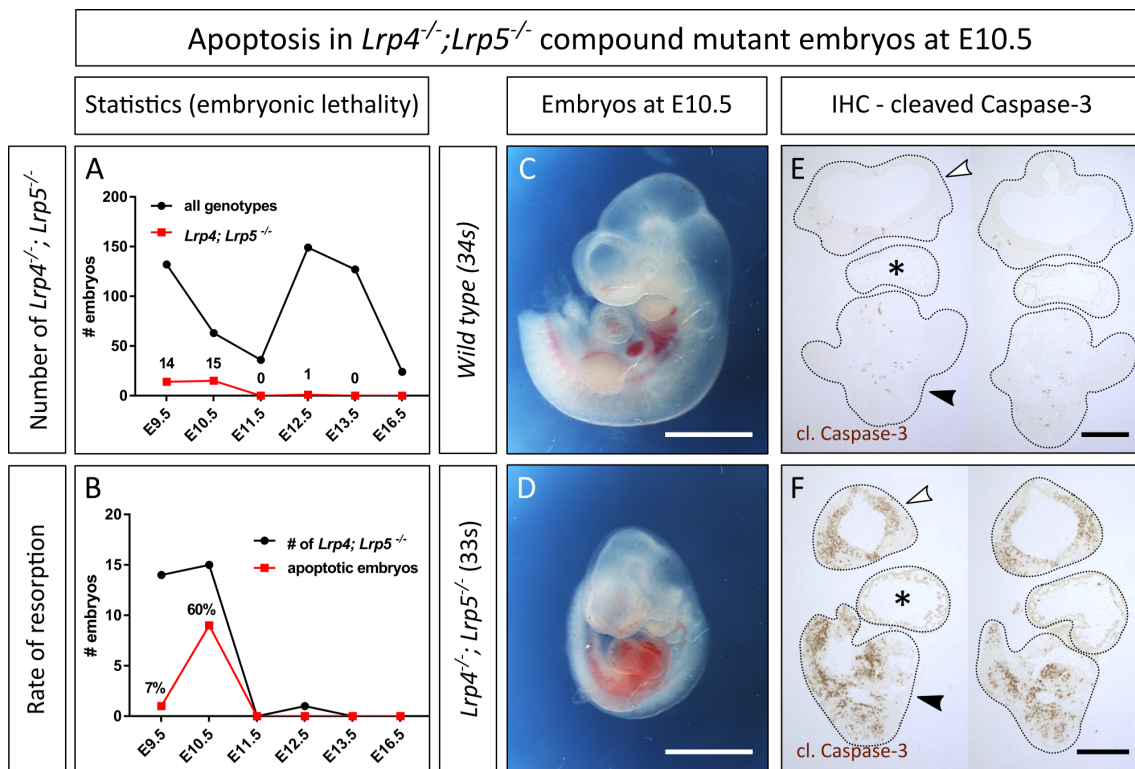 Apoptosis in Lrp4-/-;Lrp5-/- compound mutant embryos at E10.5
Statistics (embryonic lethality)
Embryos at E10.5
IHC - cleaved Caspase-3
Number of Lrp4-/-; Lrp5-/-
A
200
150
100
50
0
# embryos
all genotypes
Lrp4; Lrp5 -/-
14
15
0
1
0
E9.5
E10.5
E11.5
E12.5
E13.5
E16.5
Wild type (34s)
C
E
*
cl. Caspase-3
Rate of resorption
B
20
15
10
5
0
# embryos
# of Lrp4; Lrp5 -/-
apoptotic embryos
7%
60%
E9.5
E10.5
E11.5
E12.5
E13.5
E16.5
Lrp4-/-; Lrp5-/- (33s)
D
F
*
cl. Caspase-3